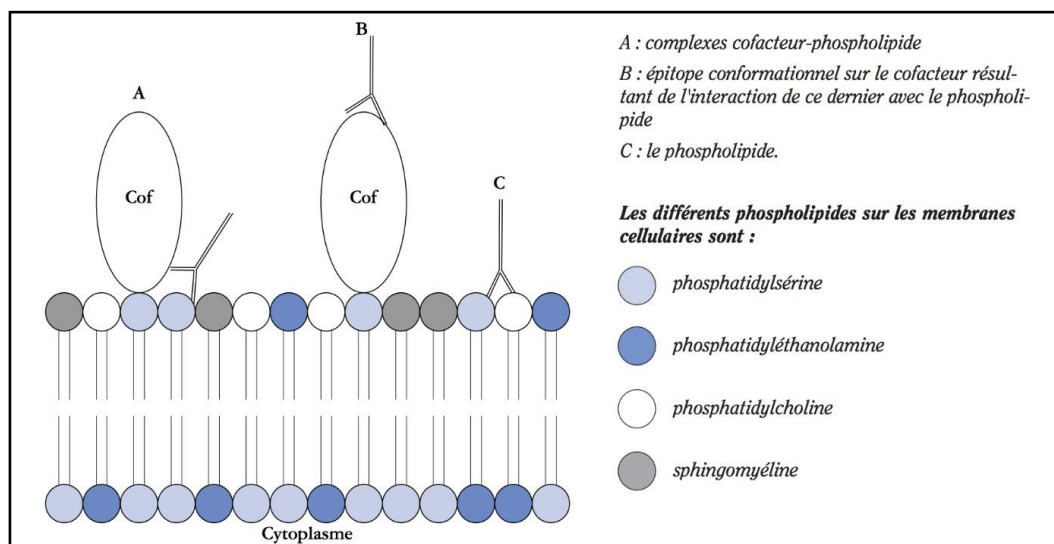 A
B
C
Cof
Cof
Cytoplasme
A : complexes cofacteur-phospholipide
B : épitope conformationnel sur le cofacteur résul-
tant de l'interaction de ce dernier avec le phospholi-
pide
C : le phospholipide.
Les différents phospholipides sur les membranes
cellulaires sont :
phosphatidylsérine
phosphatidyléthanolamine
phosphatidylcholine
sphingomyéline